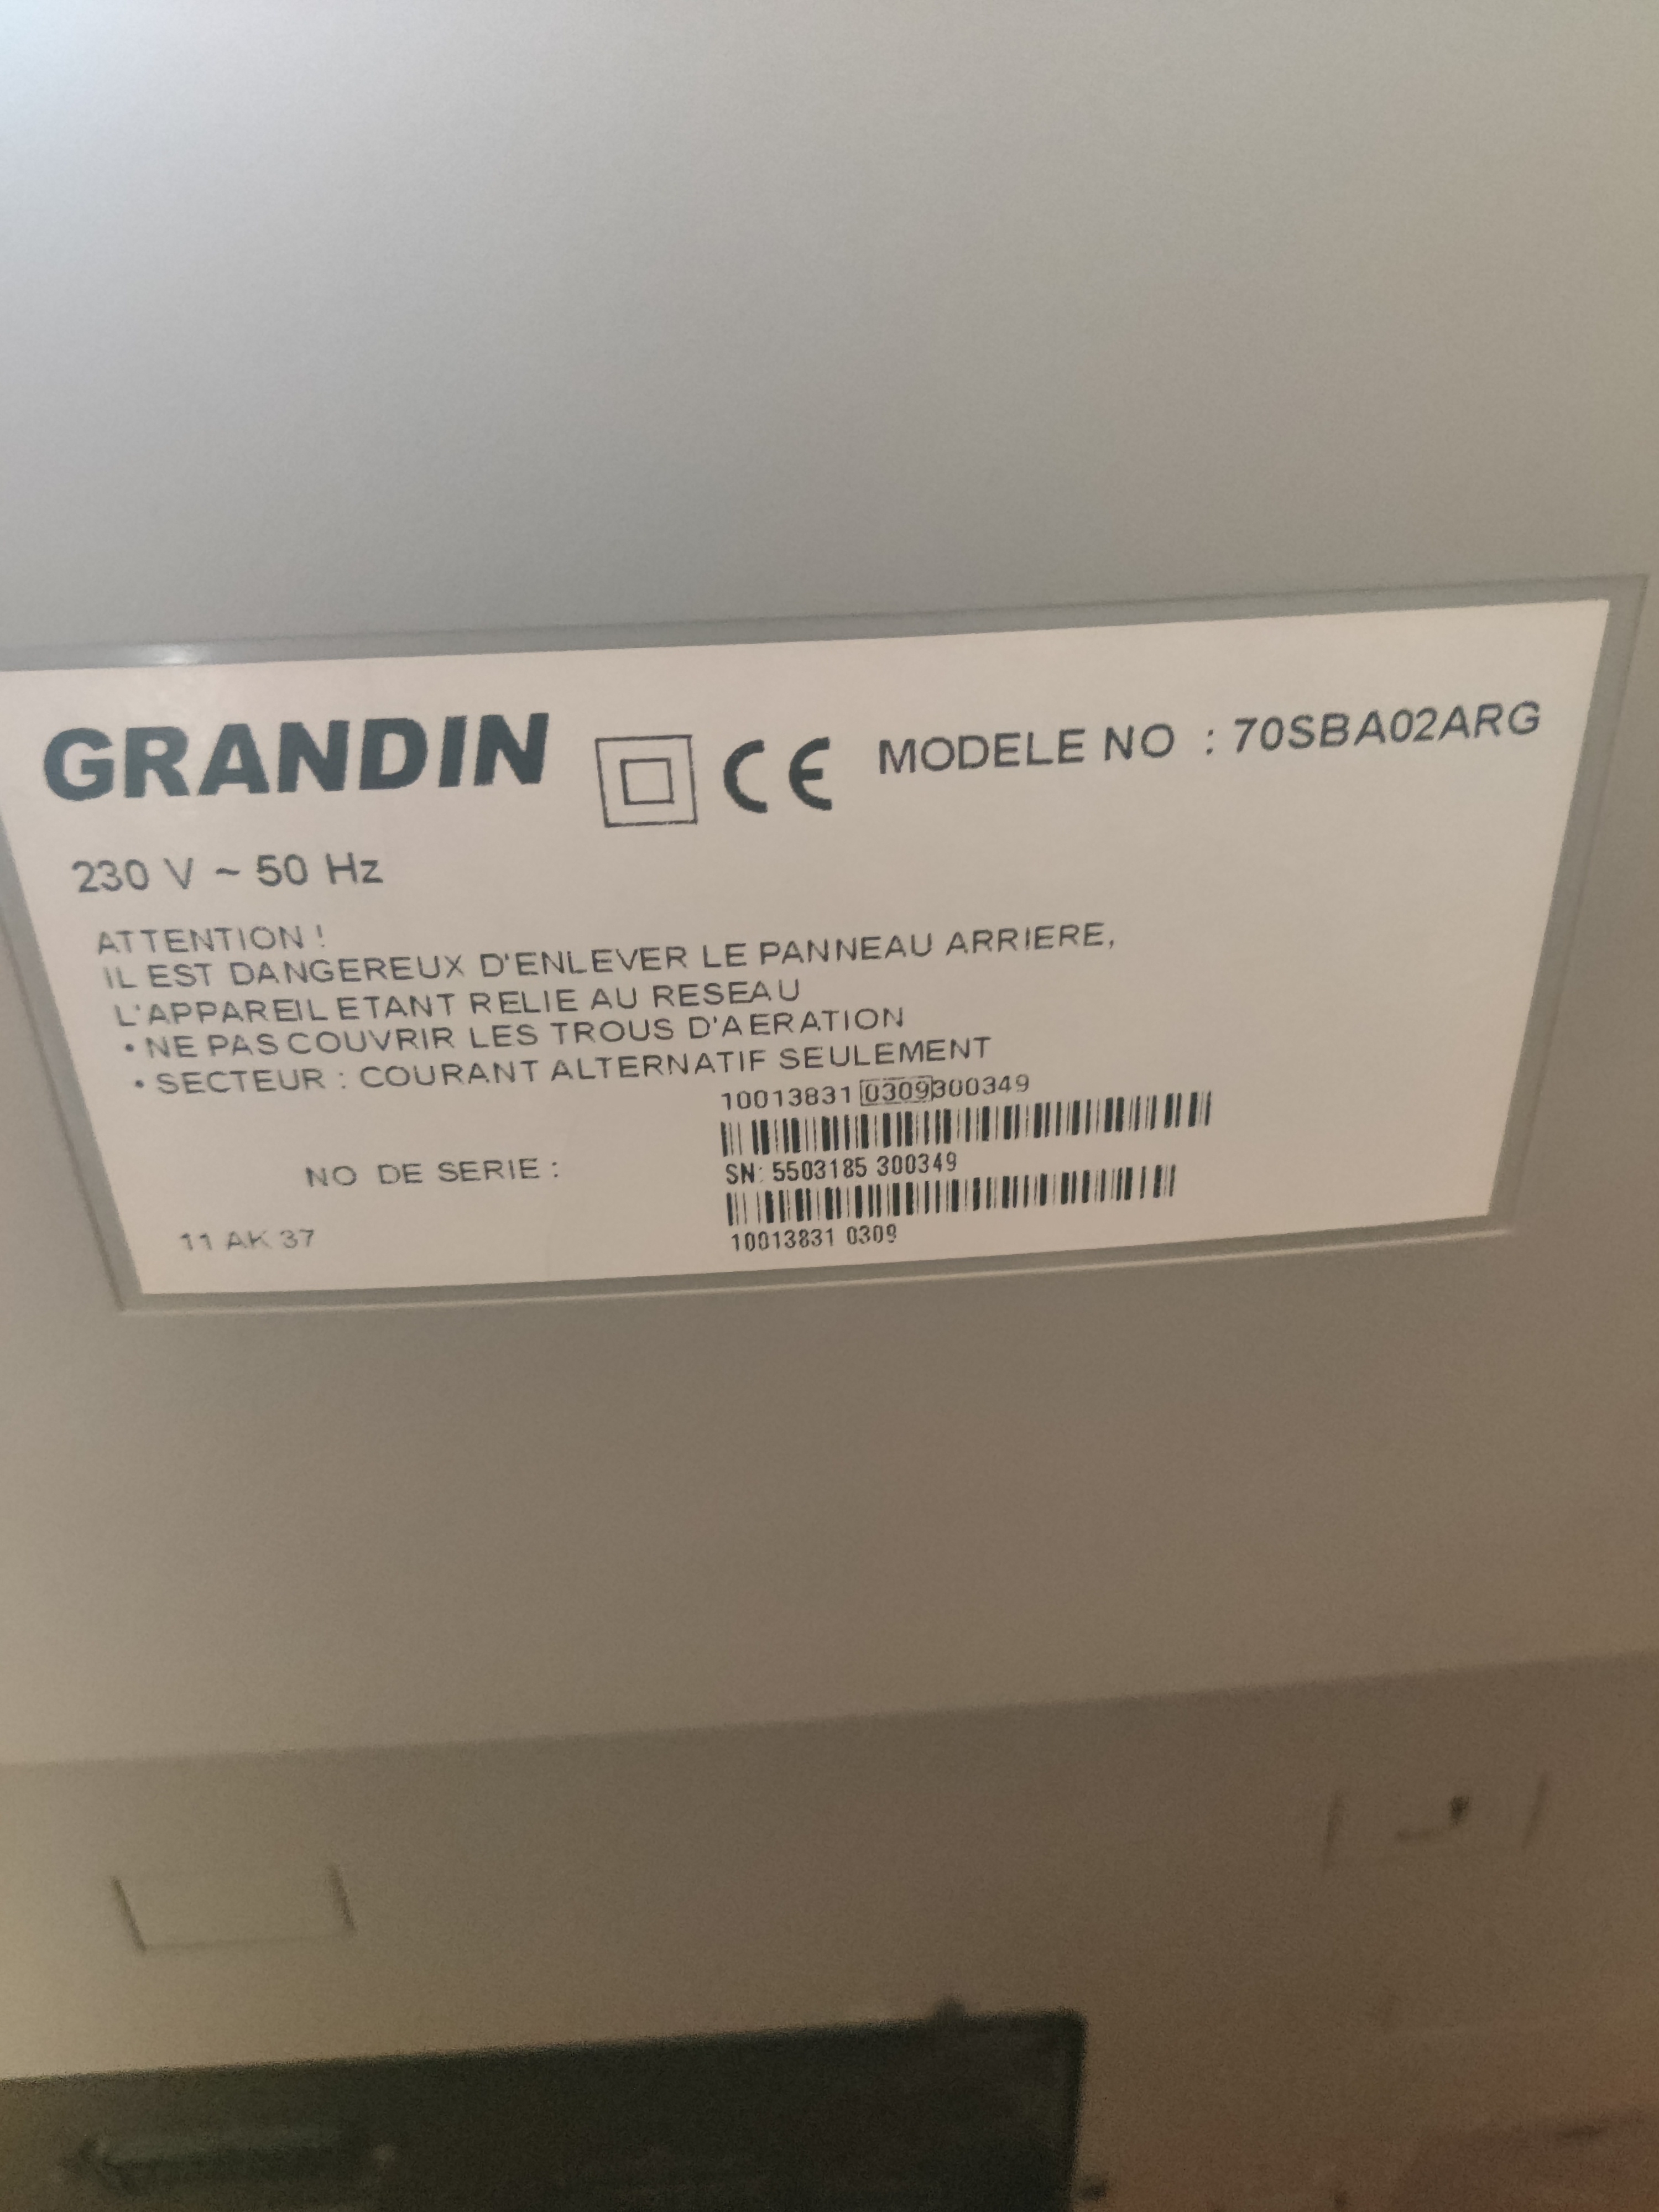 GRANDIN CE MODELE NO : 70SBA02ARG
230 V ~ 50 Hz
ATTENTION !
IL EST DANGEREUX D'ENLEVER LE PANNEAU ARRIERE,
L'APPAREIL ETANT RELIE AU RESEAU
• NE PAS COUVRIR LES TROUS D'AERATION
• SECTEUR : COURANT ALTERNATIF SEULEMENT
10013831 0309 300349
NO DE SERIE :
SN: 5503185 300349
11 AK 37
10013831 0309